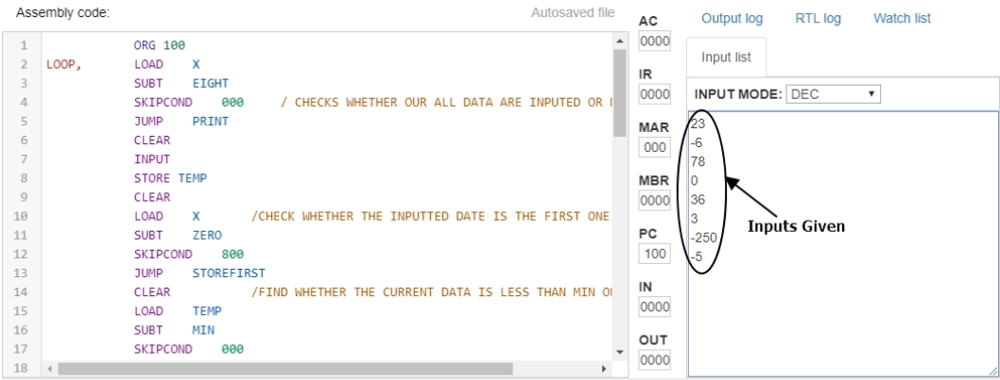 Assembly code:
Autosaved file
1 ORG 100
2 LOOP, LOAD X
3 SUBT EIGHT
4 SKIPCOND 000 / CHECKS WHETHER OUR ALL DATA ARE INPUTED OR
5 JUMP PRINT
6 CLEAR
7 INPUT
8 STORE TEMP
9 CLEAR
10 LOAD X /CHECK WHETHER THE INPUTTED DATE IS THE FIRST ONE
11 SUBT ZERO
12 SKIPCOND 800
13 JUMP STOREFIRST
14 CLEAR /FIND WHETHER THE CURRENT DATA IS LESS THAN MIN
15 LOAD TEMP
16 SUBT MIN
17 SKIPCOND 000
18
AC
0000
IR
0000
MAR
000
MBR
0000
PC
100
IN
0000
OUT
0000
Output log RTL log Watch list
Input list
INPUT MODE: DEC
23
-6
78
0
36
3
-250
-5
Inputs Given